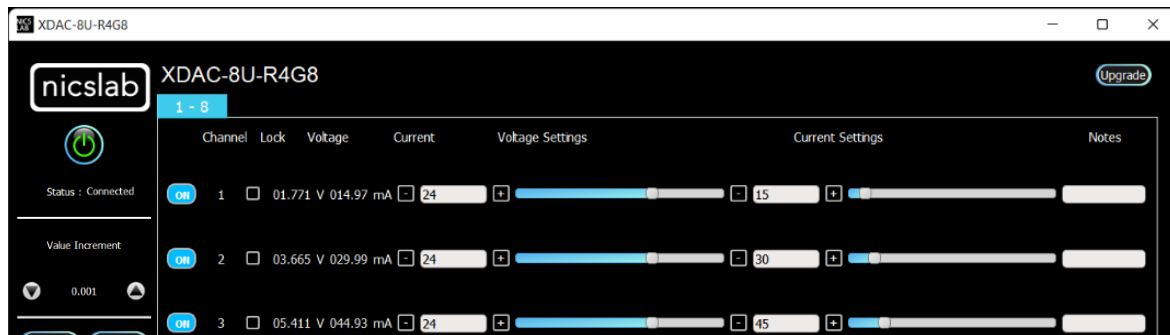 NICS LAB XDAC-8U-R4G8
nicslab XDAC-8U-R4G8 Upgrade
1 - 8
Channel Lock Voltage Current Voltage Settings Current Settings Notes
Status : Connected
ON 1 01.771 V 014.97 mA - 24 + - 15 +
Value Increment
ON 2 03.665 V 029.99 mA - 24 + - 30 +
0.001
ON 3 05.411 V 044.93 mA - 24 + - 45 +